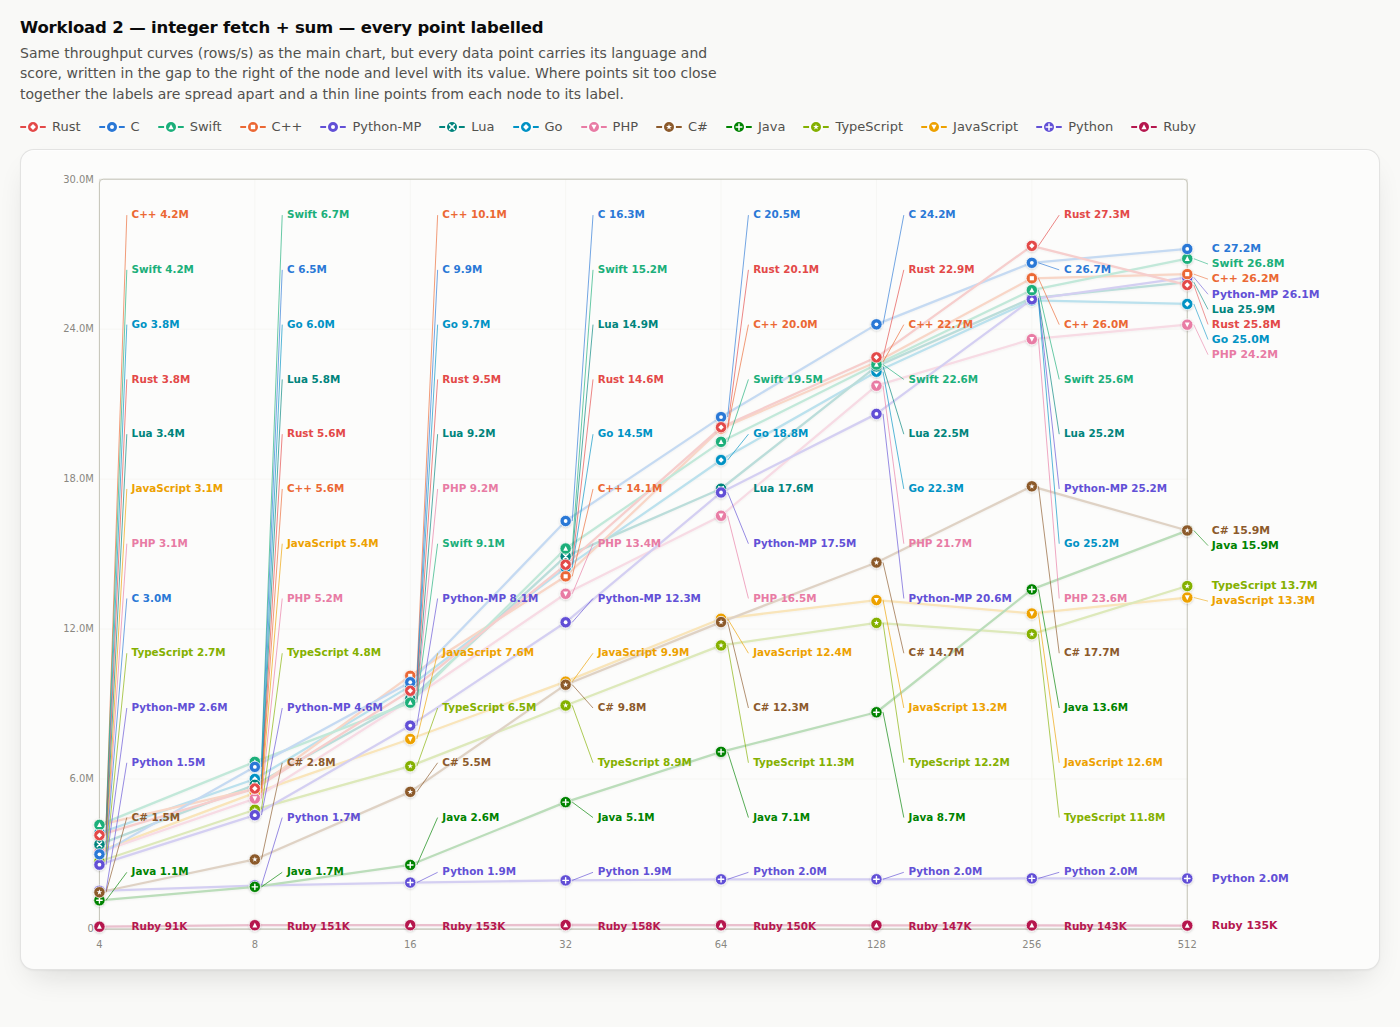 Workload 2 — integer fetch + sum — every point labelled
Same throughput curves (rows/s) as the main chart, but every data point carries its language and
score, written in the gap to the right of the node and level with its value. Where points sit too close
together the labels are spread apart and a thin line points from each node to its label.
Rust C Swift C++ Python-MP Lua Go PHP C# Java TypeScript JavaScript Python Ruby
30.0M
C++ 4.2M Swift 6.7M C++ 10.1M C 16.3M C 20.5M C 24.2M Rust 27.3M
C 27.2M
Swift 26.8M
Swift 4.2M C 6.5M C 9.9M Swift 15.2M Rust 20.1M Rust 22.9M C 26.7M
C++ 26.2M
Python-MP 26.1M
Lua 25.9M
Go 3.8M Go 6.0M Go 9.7M Lua 14.9M C++ 20.0M C++ 22.7M C++ 26.0M Rust 25.8M
24.0M
Go 25.0M
PHP 24.2M
Rust 3.8M Lua 5.8M Rust 9.5M Rust 14.6M Swift 19.5M Swift 22.6M Swift 25.6M
Lua 3.4M Rust 5.6M Lua 9.2M Go 14.5M Go 18.8M Lua 22.5M Lua 25.2M
18.0M
JavaScript 3.1M C++ 5.6M PHP 9.2M C++ 14.1M Lua 17.6M Go 22.3M Python-MP 25.2M
C# 15.9M
PHP 3.1M JavaScript 5.4M Swift 9.1M PHP 13.4M Python-MP 17.5M PHP 21.7M Go 25.2M Java 15.9M
TypeScript 13.7M
C 3.0M PHP 5.2M Python-MP 8.1M Python-MP 12.3M PHP 16.5M Python-MP 20.6M PHP 23.6M JavaScript 13.3M
12.0M
TypeScript 2.7M TypeScript 4.8M JavaScript 7.6M JavaScript 9.9M JavaScript 12.4M C# 14.7M C# 17.7M
Python-MP 2.6M Python-MP 4.6M TypeScript 6.5M C# 9.8M C# 12.3M JavaScript 13.2M Java 13.6M
Python 1.5M C# 2.8M C# 5.5M TypeScript 8.9M TypeScript 11.3M TypeScript 12.2M JavaScript 12.6M
6.0M
C# 1.5M Python 1.7M Java 2.6M Java 5.1M Java 7.1M Java 8.7M TypeScript 11.8M
Java 1.1M Java 1.7M Python 1.9M Python 1.9M Python 2.0M Python 2.0M Python 2.0M Python 2.0M
0 Ruby 91K Ruby 151K Ruby 153K Ruby 158K Ruby 150K Ruby 147K Ruby 143K Ruby 135K
4 8 16 32 64 128 256 512